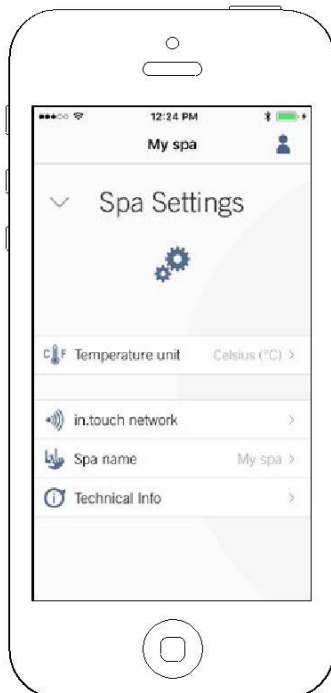 12:24 PM
My spa
Spa Settings
C F Temperature unit Celsius (°C) >
in.touch network >
Spa name My spa >
Technical Info >